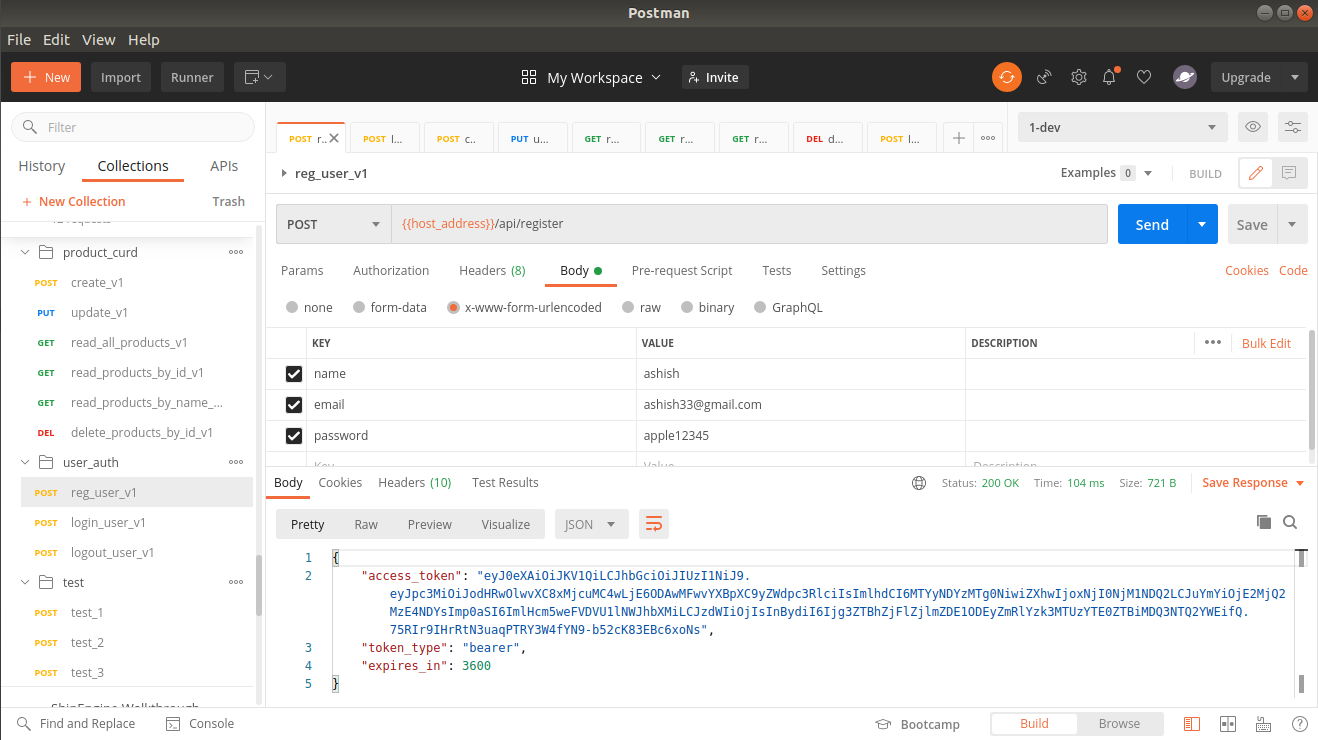 Postman
File Edit View Help
New Import Runner My Workspace Invite Upgrade
Filter
History Collections APIs
New Collection Trash
product_curd
POST create_v1
PUT update_v1
GET read_all_products_v1
GET read_products_by_id_v1
GET read_products_by_name_...
DEL delete_products_by_id_v1
user_auth
POST reg_user_v1
POST login_user_v1
POST logout_user_v1
test
POST test_1
POST test_2
POST test_3
POST r.. POST l... POST c.. PUT u... GET r... GET r... GET r... DEL d... POST l... 1-dev
reg_user_v1 Examples 0 BUILD
POST {{host_address}}/api/register Send Save
Params Authorization Headers (8) Body Pre-request Script Tests Settings Cookies Code
none form-data x-www-form-urlencoded raw binary GraphQL
KEY VALUE DESCRIPTION Bulk Edit
name ashish
email ashish33@gmail.com
password apple12345
Key Value Description
Body Cookies Headers (10) Test Results Status: 200 OK Time: 104 ms Size: 721 B Save Response
Pretty Raw Preview Visualize JSON
1 {
2 "access_token": "eyJ0eXAiOiJKV1QiLCJhbGciOiJIUzI1NiJ9.
eyJpc3MiOiJodHRwOlwvXC8xMjcuMC4wLjE6ODAwMFwvYXBpXC9yZWdpc3RlciIsImlhdCI6MTYyNDYzMTg0NiwiZXhwIjoxNjI0NjM1NDQ2LCJuYmYiOjE2MjQ2
MzE4NDYsImp0aSI6ImlHcm5weFVDVU1lNWJhbXMiLCJzdWIiOjIsInBydiI6Ijg3ZTBhZjFlZjlmZDE1ODEyZmRlYzk3MTUzYTE0ZTBiMDQ3NTQ2YWEifQ.
75RIr9IHrRtN3uaqPTRY3W4fYN9-b52cK83EBc6xoNs",
3 "token_type": "bearer",
4 "expires_in": 3600
5 }
Find and Replace Console Bootcamp Build Browse